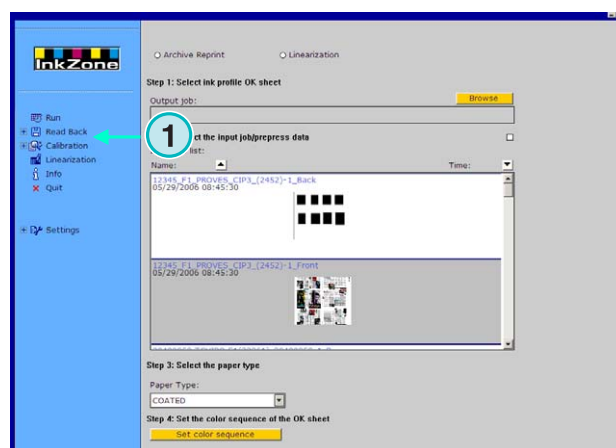 InkZone
Archive Reprint
Linearization
Step 1: Select ink profile OK sheet
Output job:
Browse
Run
Read Back
Calibration
Linearization
Info
Quit
Settings
1
ct the input job/prepress data
list:
Name:
Time:
12345_F1_PROVES_CIP3_(2452)-1_Back
05/29/2006 08:45:30
12345_F1_PROVES_CIP3_(2452)-1_Front
05/29/2006 08:45:30
Step 3: Select the paper type
Paper Type:
COATED
Step 4: Set the color sequence of the OK sheet
Set color sequence